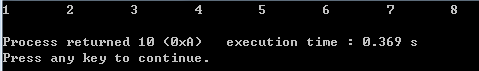 1 2 3 4 5 6 7 8
Process returned 10 (0xA) execution time : 0.369 s
Press any key to continue.